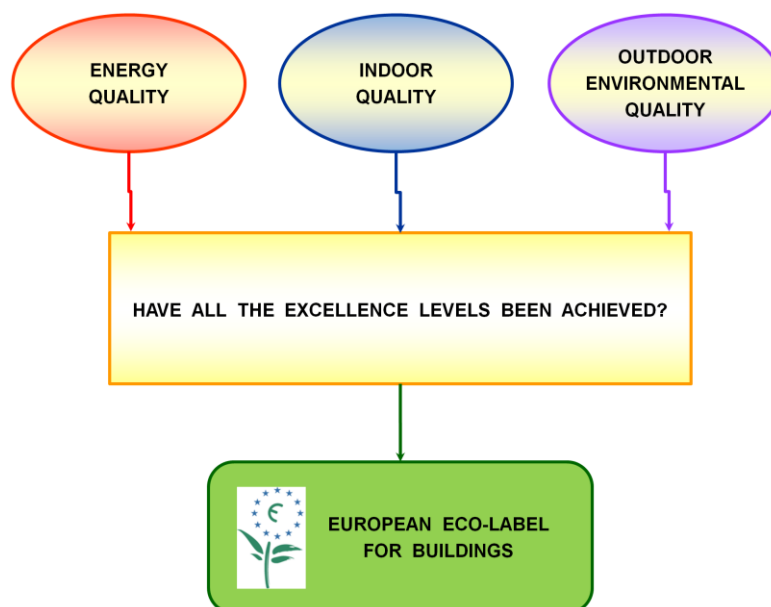 ENERGY
QUALITY
INDOOR
QUALITY
OUTDOOR
ENVIRONMENTAL
QUALITY
HAVE ALL THE EXCELLENCE LEVELS BEEN ACHIEVED?
EUROPEAN ECO-LABEL
FOR BUILDINGS